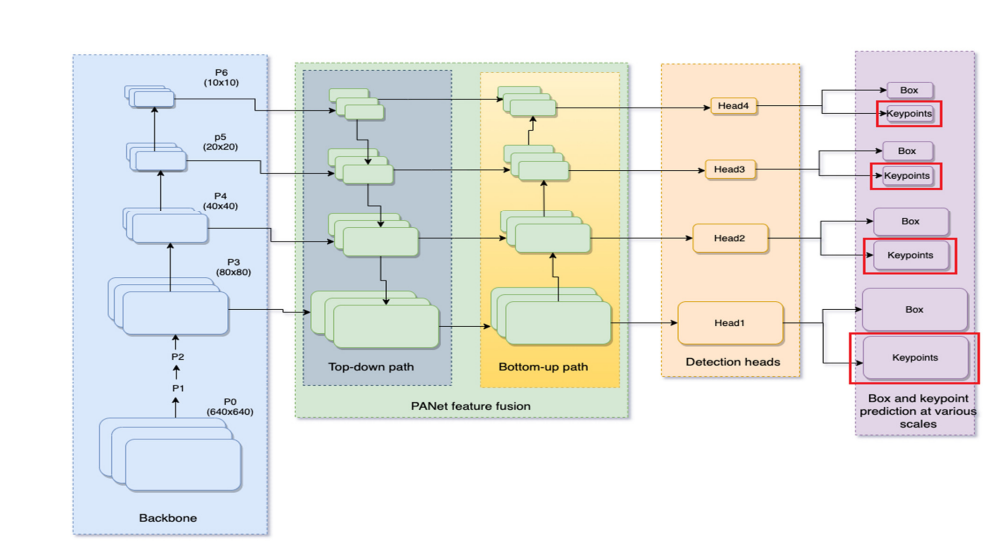 P6
(10x10)
p5
(20x20)
P4
(40x40)
P3
(80x80)
P2
P1
P0
(640x640)
Backbone
Top-down path
Bottom-up path
PANet feature fusion
Head4
Head3
Head2
Head1
Detection heads
Box
Keypoints
Box
Keypoints
Box
Keypoints
Box
Keypoints
Box and keypoint
prediction at various
scales